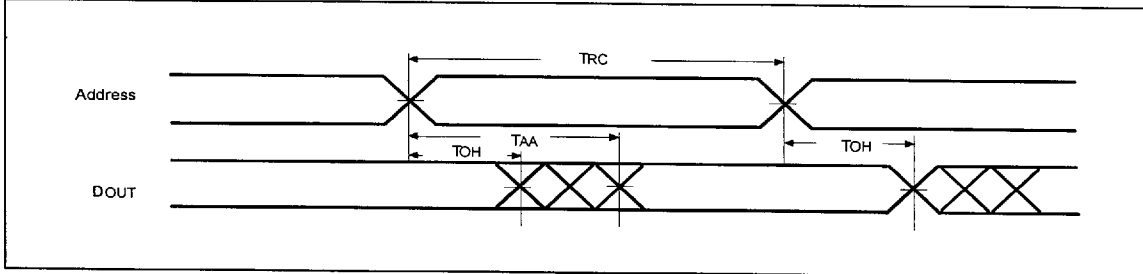 TRC
Address
TAA
TOH
TOH
DOUT